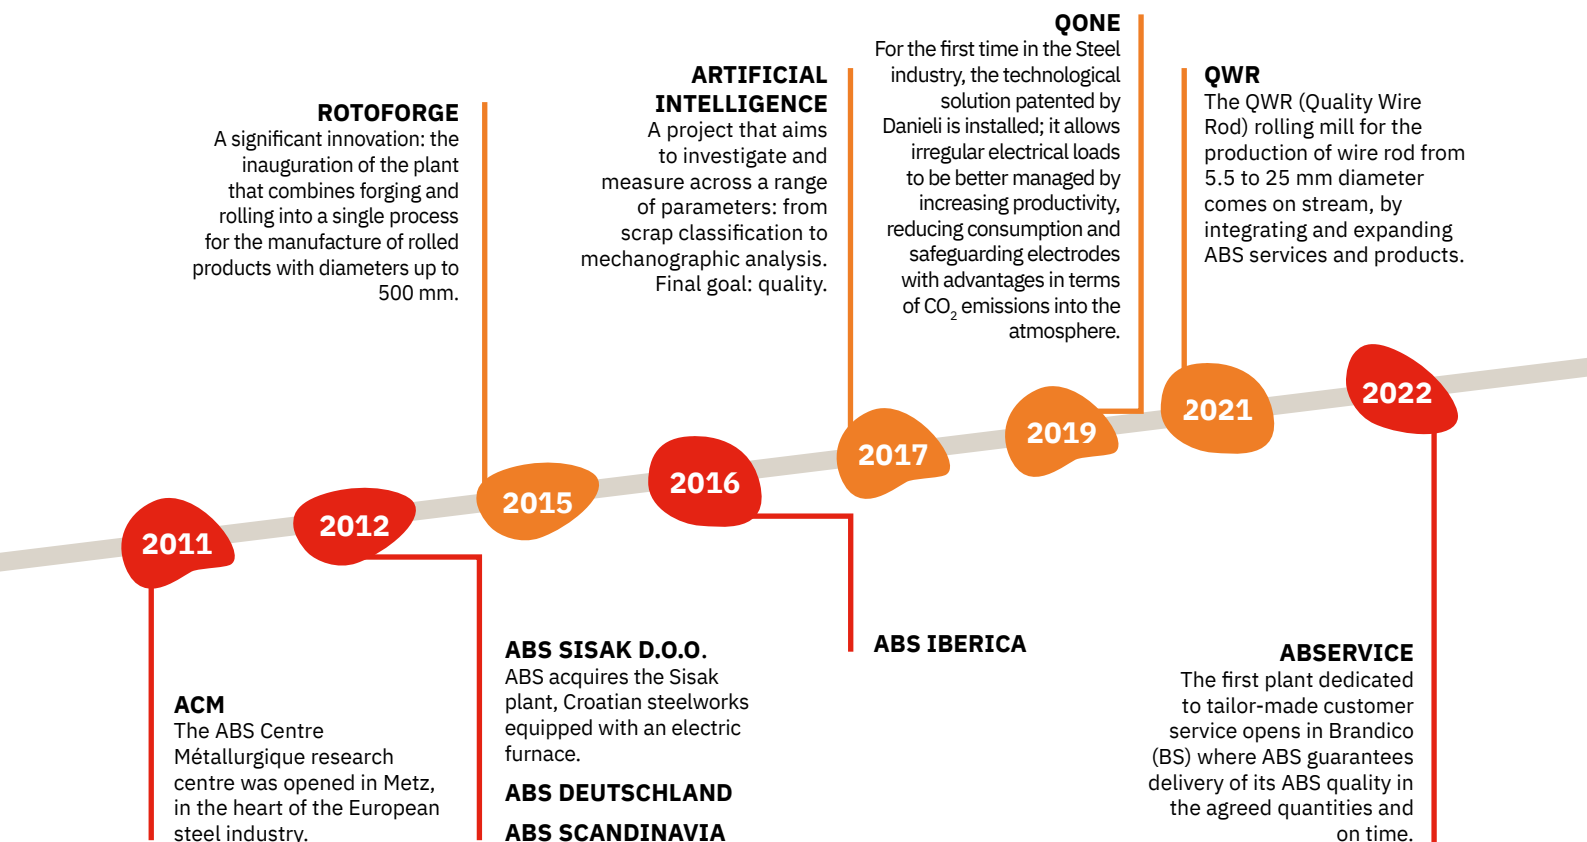 ROTOFORGE
A significant innovation: the
inauguration of the plant
that combines forging and
rolling into a single process
for the manufacture of rolled
products with diameters up to
500 mm.
ARTIFICIAL
INTELLIGENCE
A project that aims
to investigate and
measure across a range
of parameters: from
scrap classification to
mechanographic analysis.
Final goal: quality.
QONE
For the first time in the Steel
industry, the technological
solution patented by
Danieli is installed; it allows
irregular electrical loads
to be better managed by
increasing productivity,
reducing consumption and
safeguarding electrodes
with advantages in terms
of CO₂ emissions into the
atmosphere.
QWR
The QWR (Quality Wire
Rod) rolling mill for the
production of wire rod from
5.5 to 25 mm diameter
comes on stream, by
integrating and expanding
ABS services and products.
2011
2012
2015
2016
2017
2019
2021
2022
ACM
The ABS Centre
Métallurgique research
centre was opened in Metz,
in the heart of the European
steel industry.
ABS SISAK D.O.O.
ABS acquires the Sisak
plant, Croatian steelworks
equipped with an electric
furnace.
ABS DEUTSCHLAND
ABS SCANDINAVIA
ABS IBERICA
ABSERVICE
The first plant dedicated
to tailor-made customer
service opens in Brandico
(BS) where ABS guarantees
delivery of its ABS quality in
the agreed quantities and
on time.